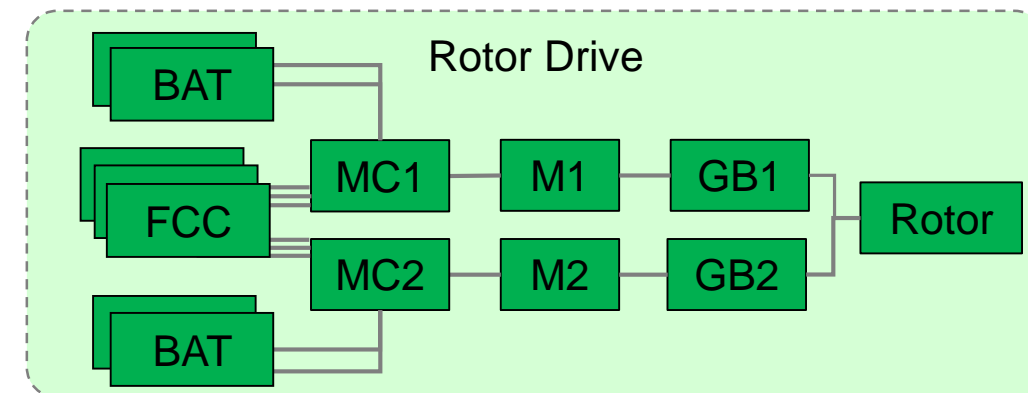 Rotor Drive
BAT
MC1 M1 GB1
FCC
Rotor
MC2 M2 GB2
BAT